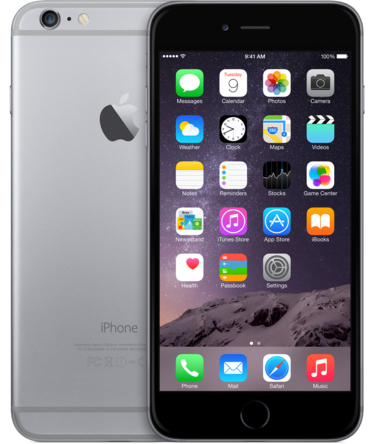 9:41 AM
100%
Tuesday
9
Messages
Calendar
Photos
Camera
280
Weather
Clock
Maps
Videos
Notes
Reminders
Stocks
Game Center
Newsstand
iTunes Store
App Store
iBooks
Health
Passbook
Settings
iPhone
Phone
Mail
Safari
Music